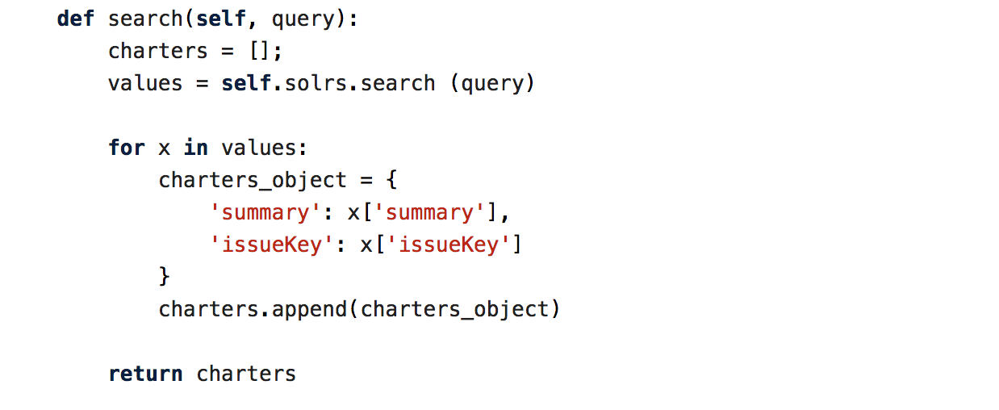 def search(self, query):
    charters = [];
    values = self.solrs.search (query)

    for x in values:
        charters_object = {
            'summary': x['summary'],
            'issueKey': x['issueKey']
        }
        charters.append(charters_object)

    return charters